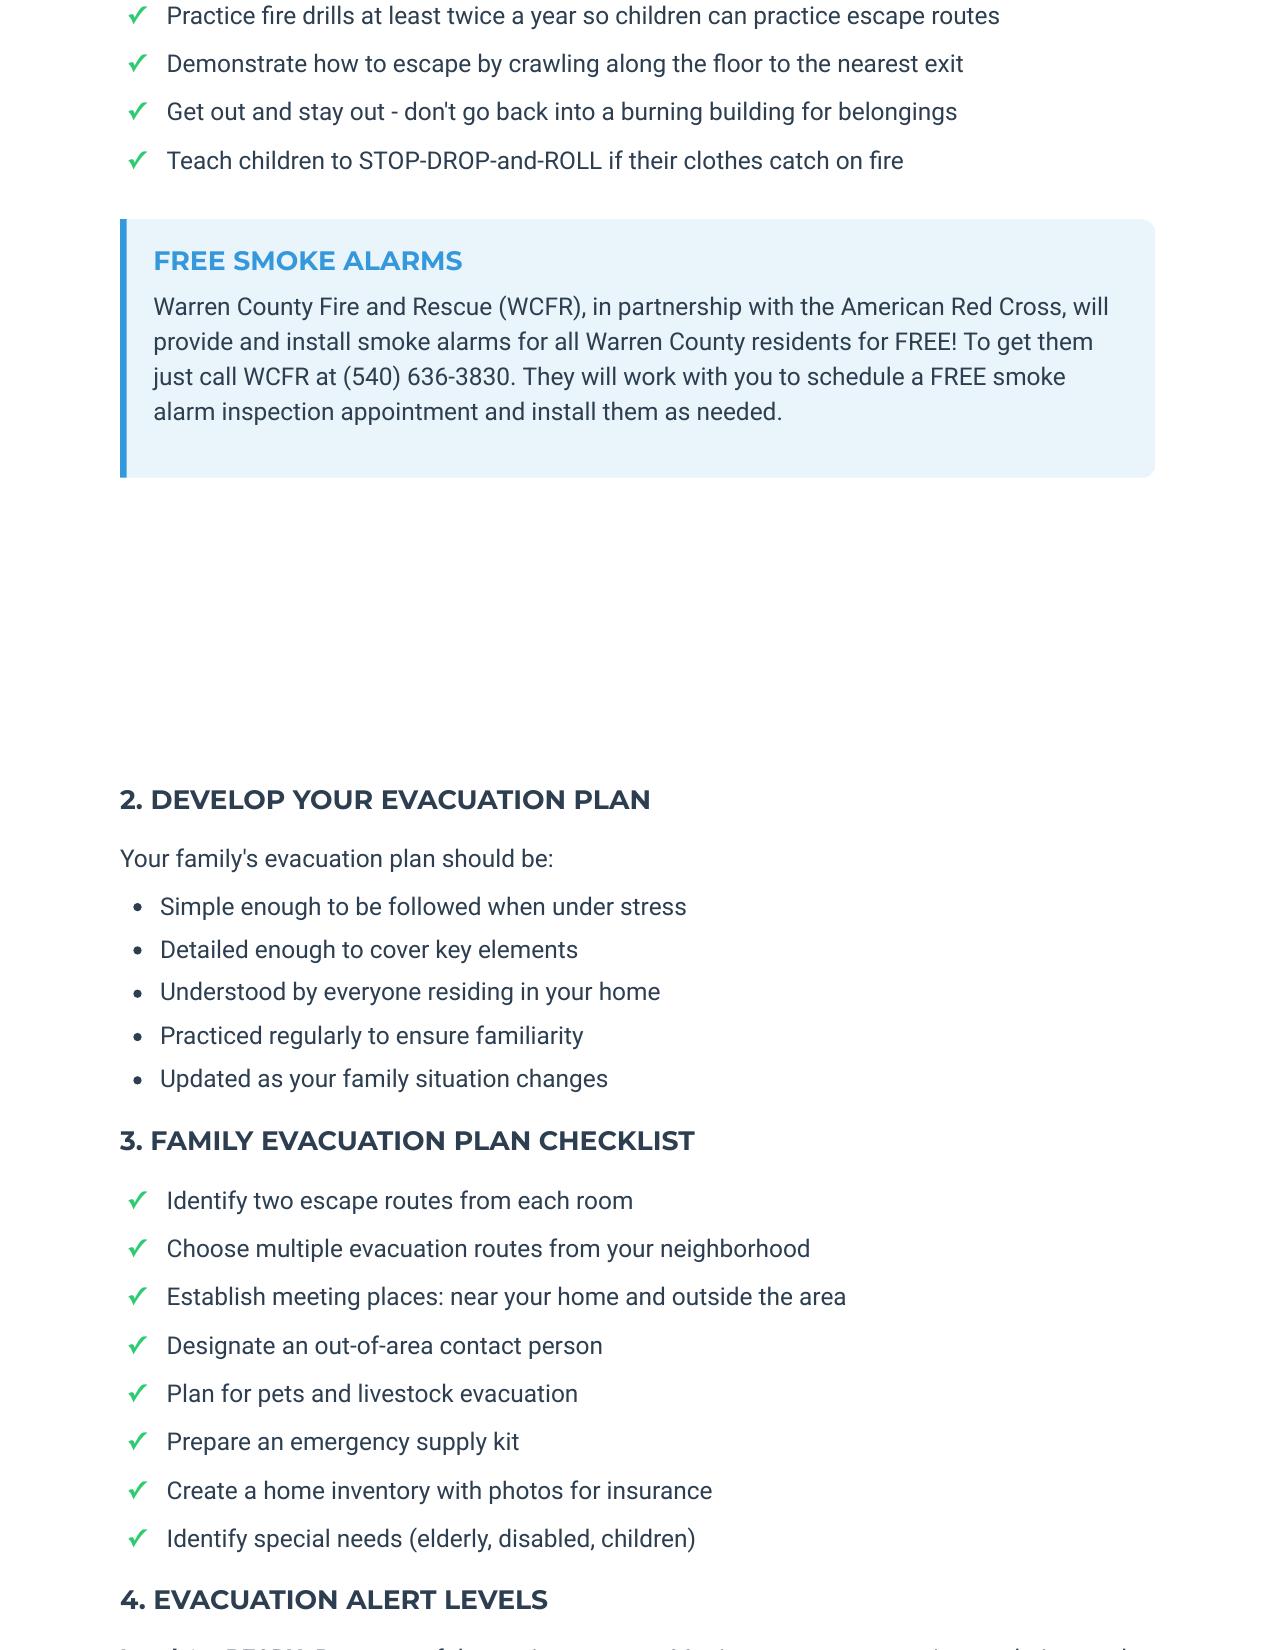 ✓ Practice fire drills at least twice a year so children can practice escape routes
✓ Demonstrate how to escape by crawling along the floor to the nearest exit
✓ Get out and stay out - don't go back into a burning building for belongings
✓ Teach children to STOP-DROP-and-ROLL if their clothes catch on fire
FREE SMOKE ALARMS
Warren County Fire and Rescue (WCFR), in partnership with the American Red Cross, will
provide and install smoke alarms for all Warren County residents for FREE! To get them
just call WCFR at (540) 636-3830. They will work with you to schedule a FREE smoke
alarm inspection appointment and install them as needed.
2. DEVELOP YOUR EVACUATION PLAN
Your family's evacuation plan should be:
• Simple enough to be followed when under stress
• Detailed enough to cover key elements
• Understood by everyone residing in your home
• Practiced regularly to ensure familiarity
• Updated as your family situation changes
3. FAMILY EVACUATION PLAN CHECKLIST
✓ Identify two escape routes from each room
✓ Choose multiple evacuation routes from your neighborhood
✓ Establish meeting places: near your home and outside the area
✓ Designate an out-of-area contact person
✓ Plan for pets and livestock evacuation
✓ Prepare an emergency supply kit
✓ Create a home inventory with photos for insurance
✓ Identify special needs (elderly, disabled, children)
4. EVACUATION ALERT LEVELS